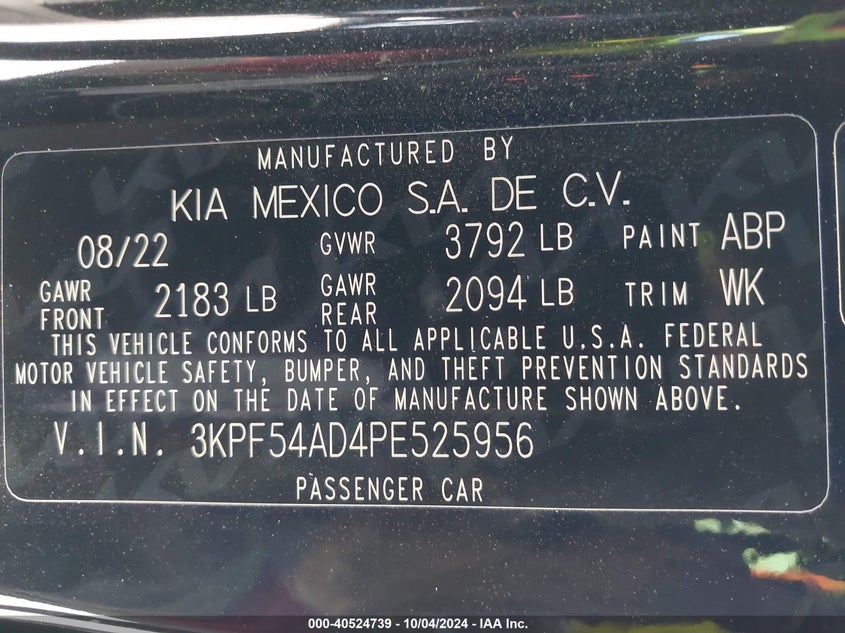 MANUFACTURED BY
KIA MEXICO S.A. DE C.V.
08/22 GVWR 3792 LB PAINT ABP
GAWR FRONT 2183 LB GAWR REAR 2094 LB TRIM WK
THIS VEHICLE CONFORMS TO ALL APPLICABLE U.S.A. FEDERAL
MOTOR VEHICLE SAFETY, BUMPER, AND THEFT PREVENTION STANDARDS
IN EFFECT ON THE DATE OF MANUFACTURE SHOWN ABOVE.
V.I.N. 3KPF54AD4PE525956
PASSENGER CAR
000-40524739 - 10/04/2024 - IAA Inc.